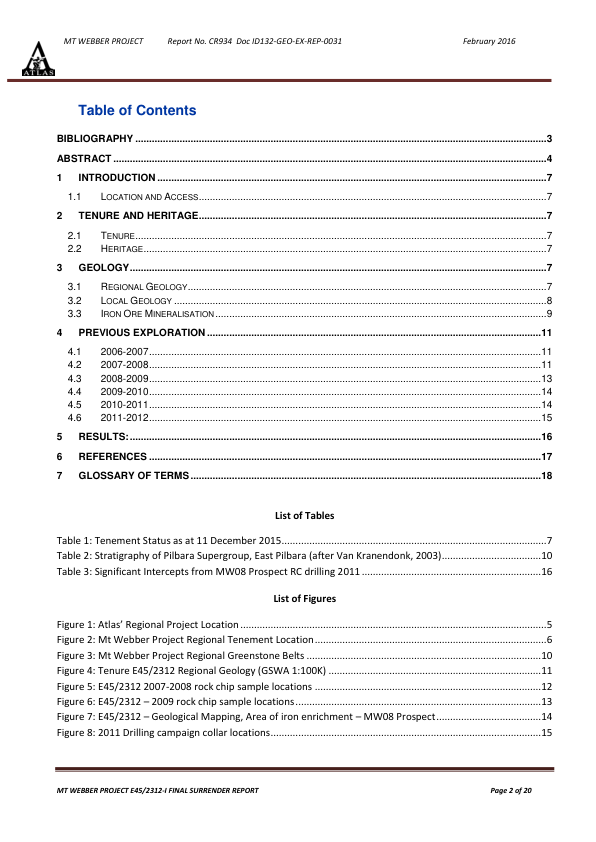 MT WEBBER PROJECT Report No. CR934 Doc ID132-GEO-EX-REP-0031 February 2016
ATLAS
Table of Contents
BIBLIOGRAPHY ........ 3
ABSTRACT ........ 4
1 INTRODUCTION ........ 7
1.1 LOCATION AND ACCESS ........ 7
2 TENURE AND HERITAGE ........ 7
2.1 TENURE ........ 7
2.2 HERITAGE ........ 7
3 GEOLOGY ........ 7
3.1 REGIONAL GEOLOGY ........ 7
3.2 LOCAL GEOLOGY ........ 8
3.3 IRON ORE MINERALISATION ........ 9
4 PREVIOUS EXPLORATION ........ 11
4.1 2006-2007 ........ 11
4.2 2007-2008 ........ 11
4.3 2008-2009 ........ 13
4.4 2009-2010 ........ 14
4.5 2010-2011 ........ 14
4.6 2011-2012 ........ 15
5 RESULTS: ........ 16
6 REFERENCES ........ 17
7 GLOSSARY OF TERMS ........ 18
List of Tables
Table 1: Tenement Status as at 11 December 2015 ........ 7
Table 2: Stratigraphy of Pilbara Supergroup, East Pilbara (after Van Kranendonk, 2003) ........ 10
Table 3: Significant Intercepts from MW08 Prospect RC drilling 2011 ........ 16
List of Figures
Figure 1: Atlas' Regional Project Location ........ 5
Figure 2: Mt Webber Project Regional Tenement Location ........ 6
Figure 3: Mt Webber Project Regional Greenstone Belts ........ 10
Figure 4: Tenure E45/2312 Regional Geology (GSWA 1:100K) ........ 11
Figure 5: E45/2312 2007-2008 rock chip sample locations ........ 12
Figure 6: E45/2312 – 2009 rock chip sample locations ........ 13
Figure 7: E45/2312 – Geological Mapping, Area of iron enrichment – MW08 Prospect ........ 14
Figure 8: 2011 Drilling campaign collar locations ........ 15
MT WEBBER PROJECT E45/2312-I FINAL SURRENDER REPORT Page 2 of 20